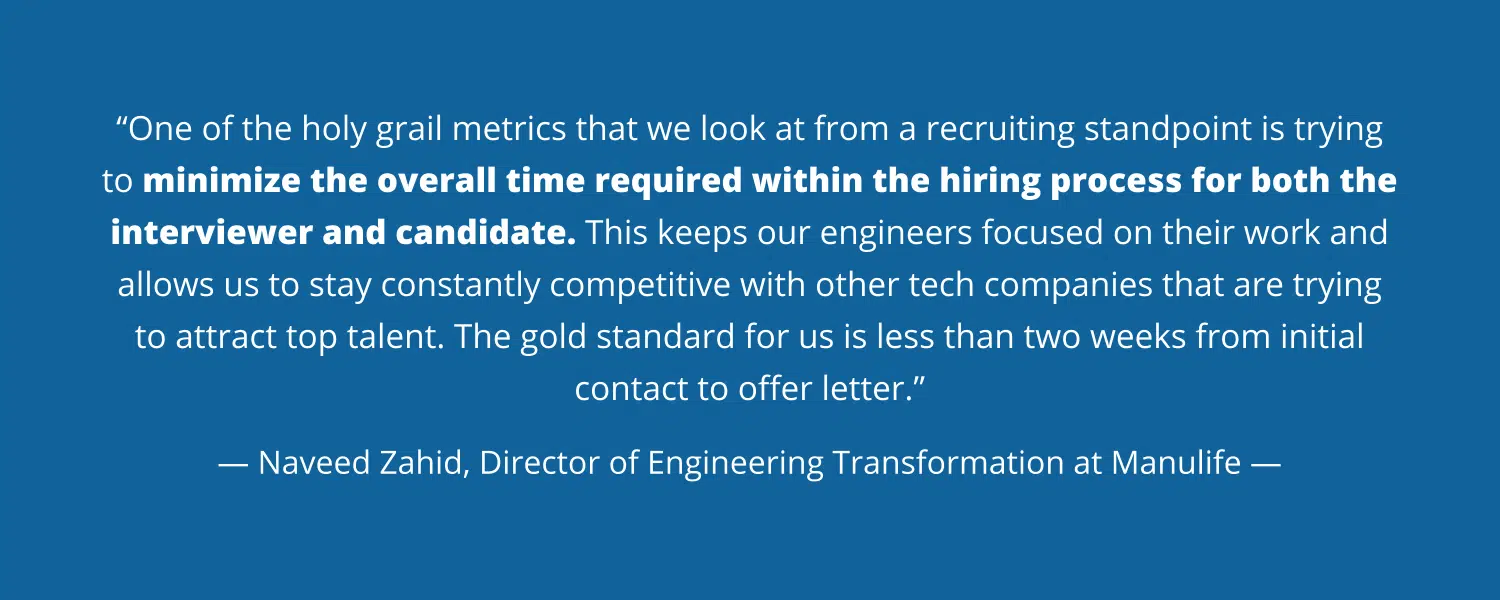 “One of the holy grail metrics that we look at from a recruiting standpoint is trying
to minimize the overall time required within the hiring process for both the
interviewer and candidate. This keeps our engineers focused on their work and
allows us to stay constantly competitive with other tech companies that are trying
to attract top talent. The gold standard for us is less than two weeks from initial
contact to offer letter.”
— Naveed Zahid, Director of Engineering Transformation at Manulife —